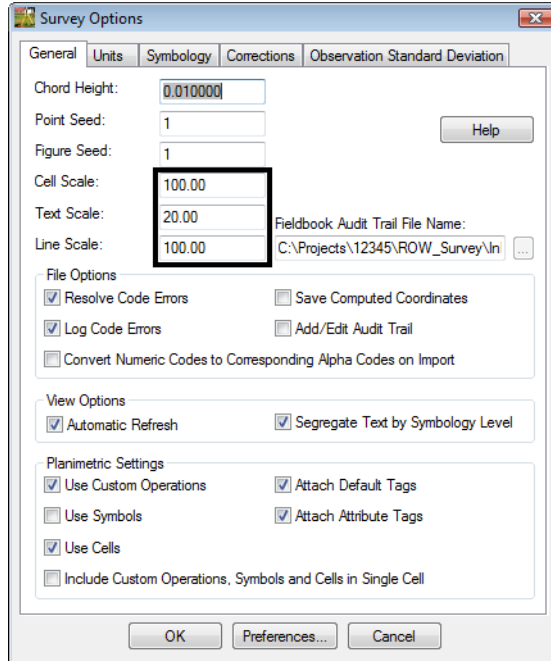 Survey Options
General Units Symbology Corrections Observation Standard Deviation
Chord Height: 0.010000
Point Seed: 1
Help
Figure Seed: 1
Cell Scale: 100.00
Text Scale: 20.00
Fieldbook Audit Trail File Name:
Line Scale: 100.00 C:\Projects\12345\ROW_Survey\In ...
File Options
Resolve Code Errors Save Computed Coordinates
Log Code Errors Add/Edit Audit Trail
Convert Numeric Codes to Corresponding Alpha Codes on Import
View Options
Automatic Refresh Segregate Text by Symbology Level
Planimetric Settings
Use Custom Operations Attach Default Tags
Use Symbols Attach Attribute Tags
Use Cells
Include Custom Operations, Symbols and Cells in Single Cell
OK Preferences... Cancel